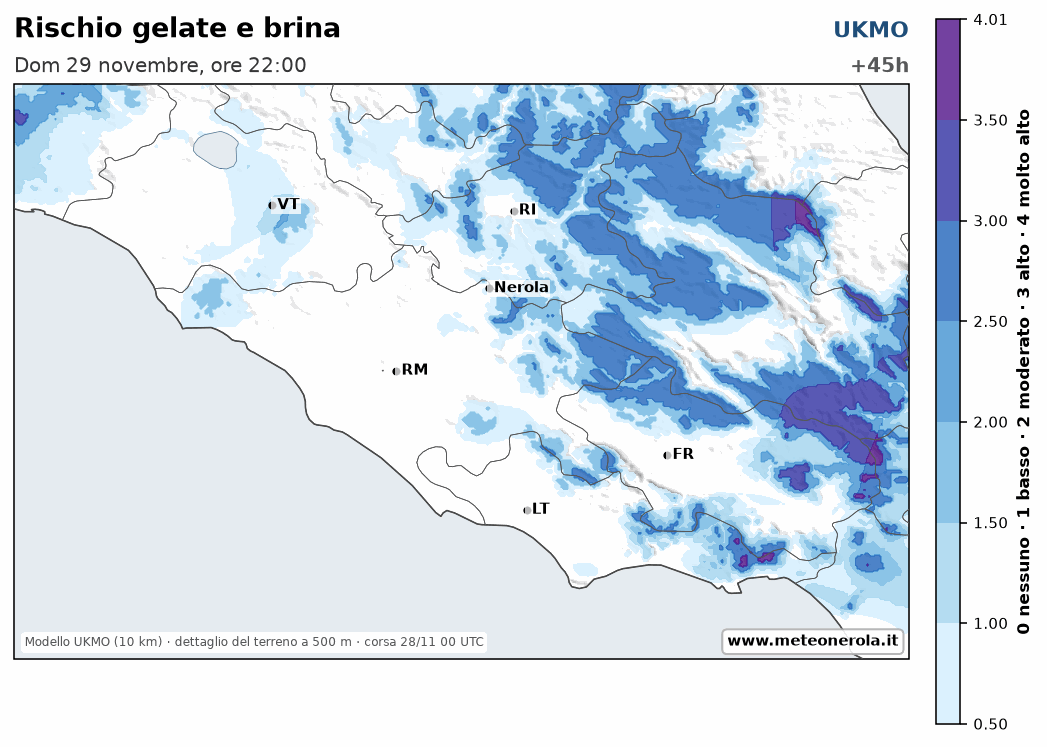 Rischio gelate e brina
UKMO
Dom 29 novembre, ore 22:00
+45h
VT
RI
Nerola
RM
FR
LT
Modello UKMO (10 km) · dettaglio del terreno a 500 m · corsa 28/11 00 UTC
www.meteonerola.it
4.01
3.50
3.00
2.50
2.00
1.50
1.00
0.50
0 nessuno · 1 basso · 2 moderato · 3 alto · 4 molto alto